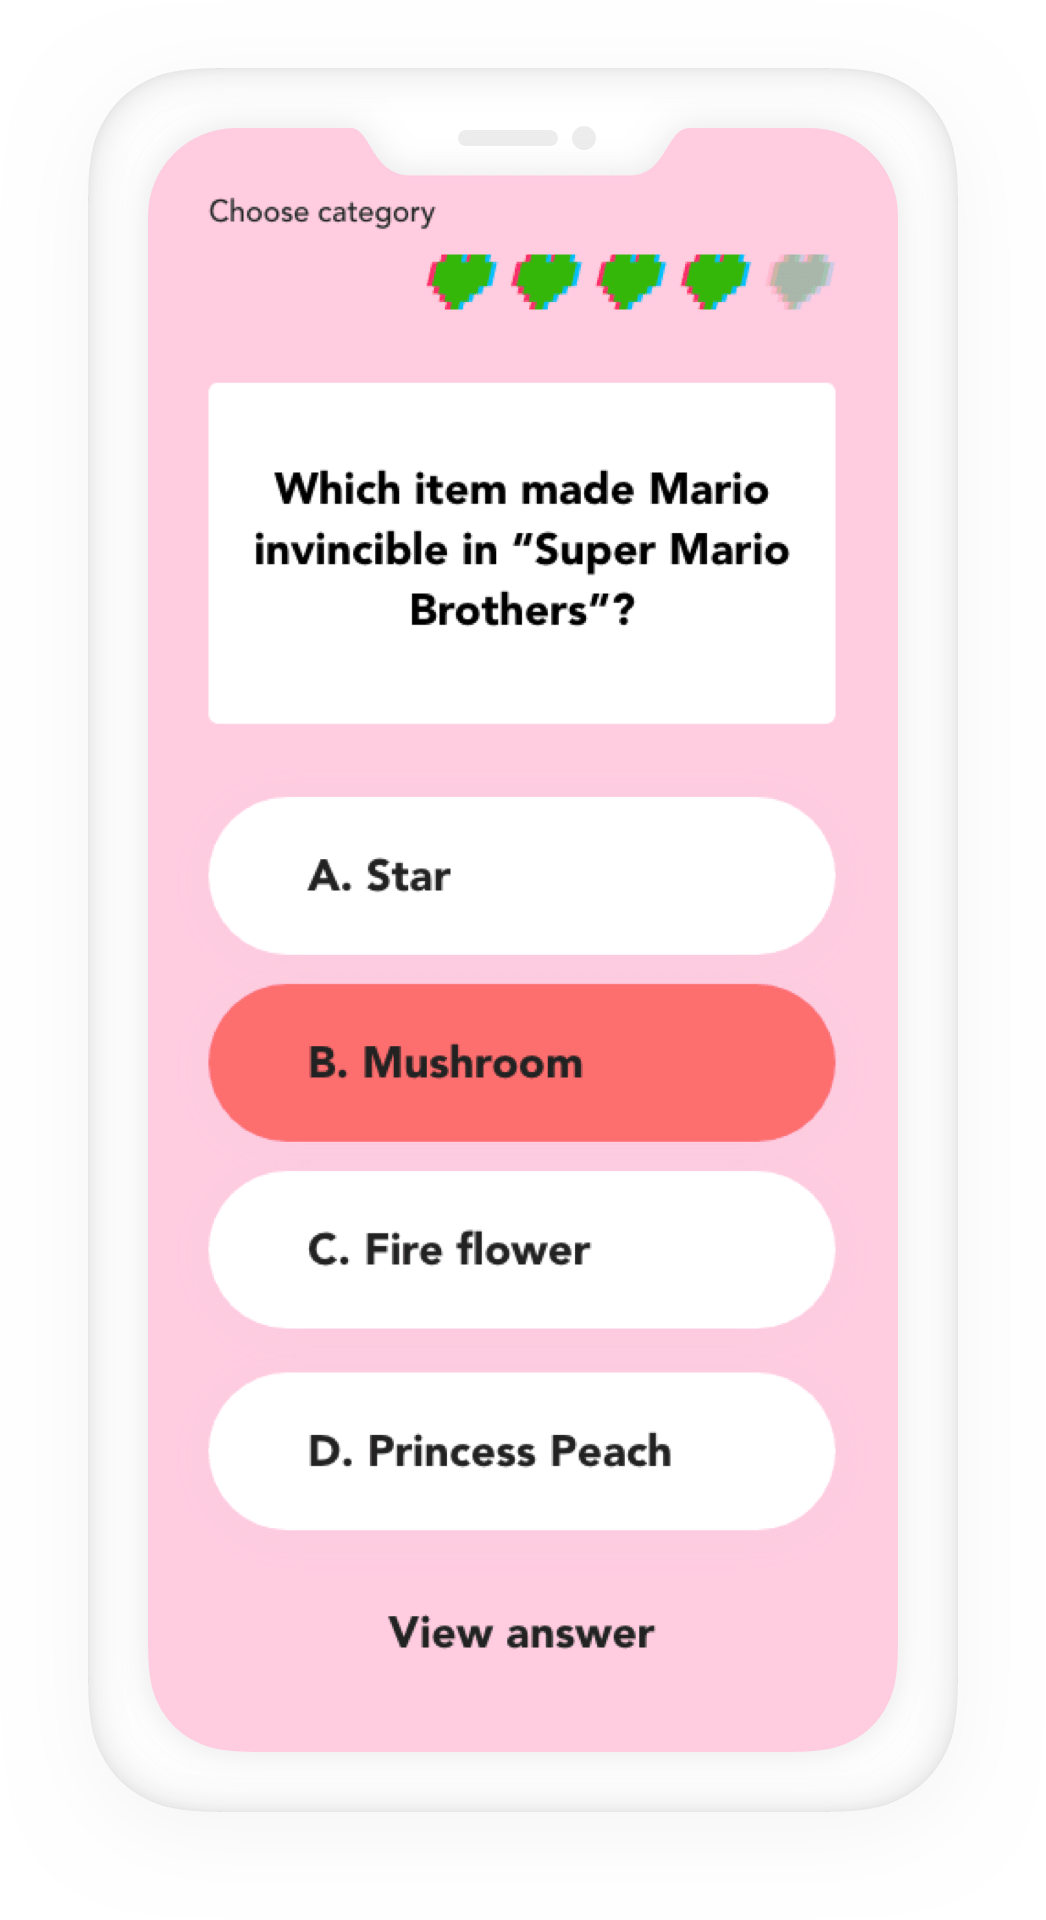 Choose category
Which item made Mario
invincible in “Super Mario
Brothers”?
A. Star
B. Mushroom
C. Fire flower
D. Princess Peach
View answer